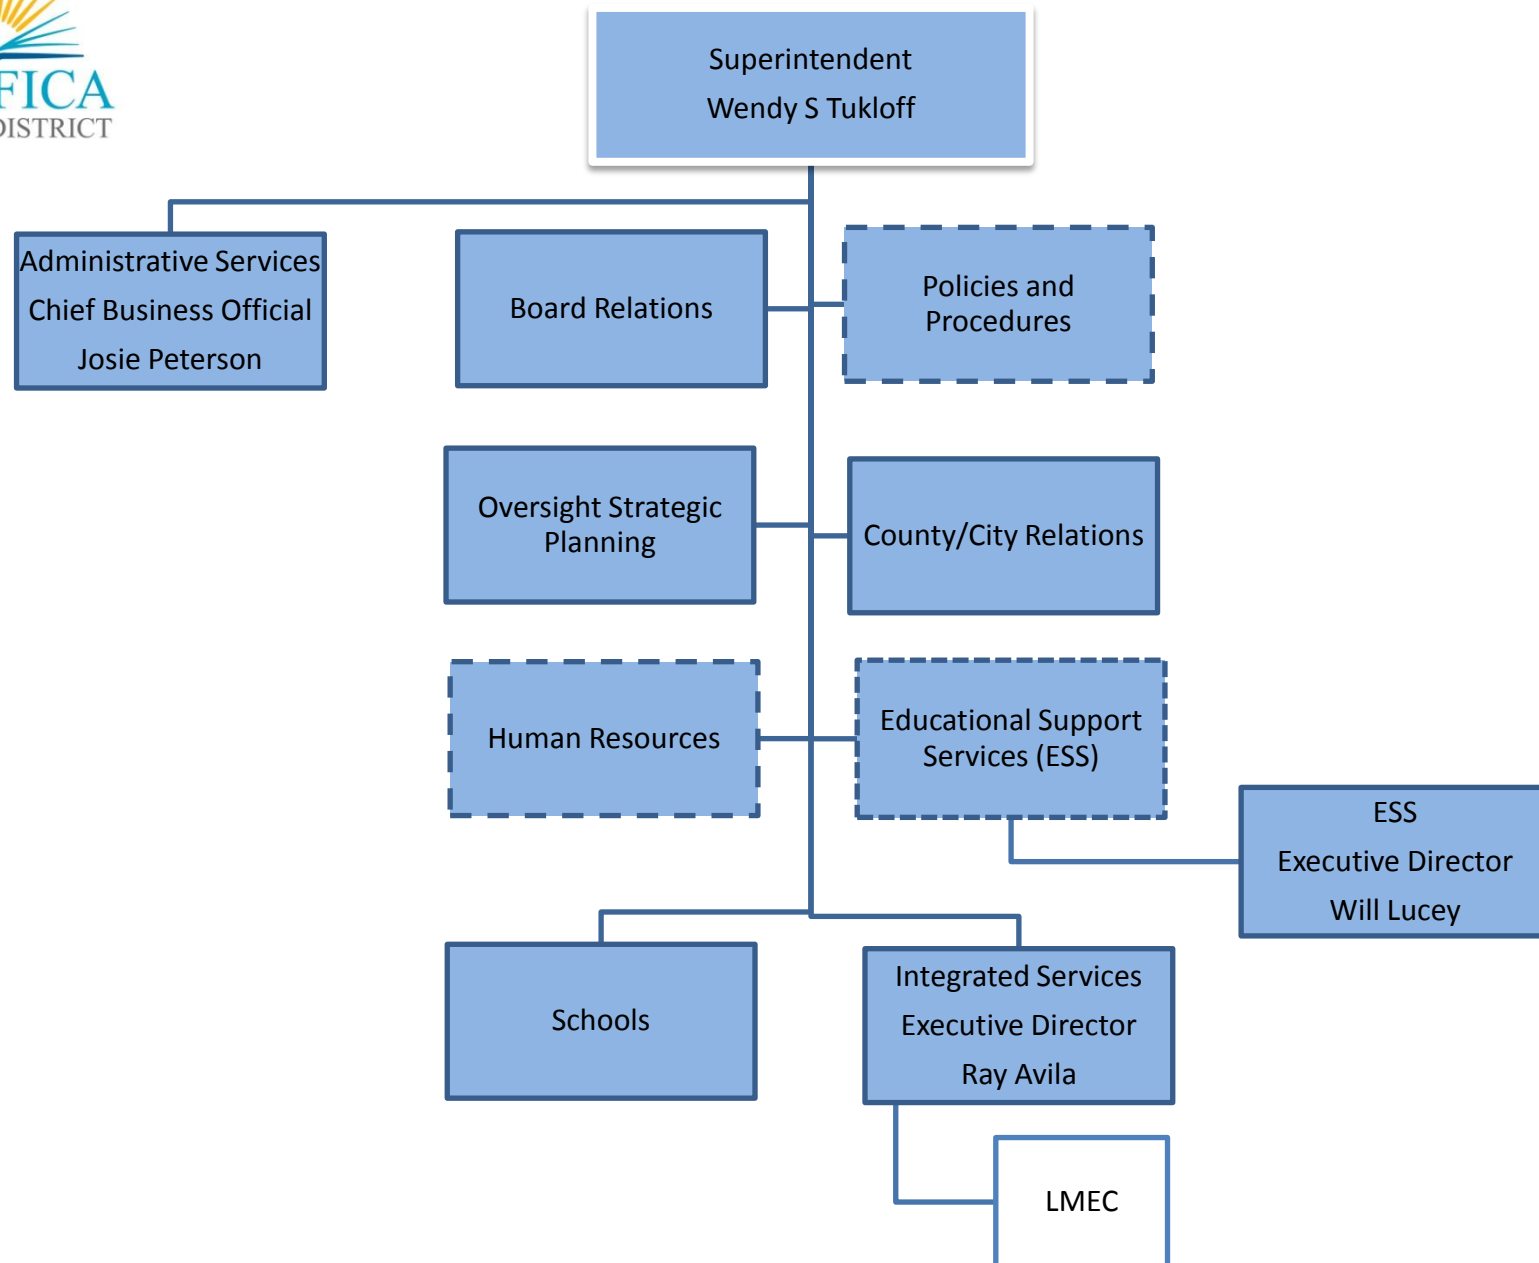 FICA
DISTRICT
Superintendent
Wendy S Tukloff
Administrative Services
Chief Business Official
Josie Peterson
Board Relations
Policies and
Procedures
Oversight Strategic
Planning
County/City Relations
Human Resources
Educational Support
Services (ESS)
ESS
Executive Director
Will Lucey
Schools
Integrated Services
Executive Director
Ray Avila
LMEC